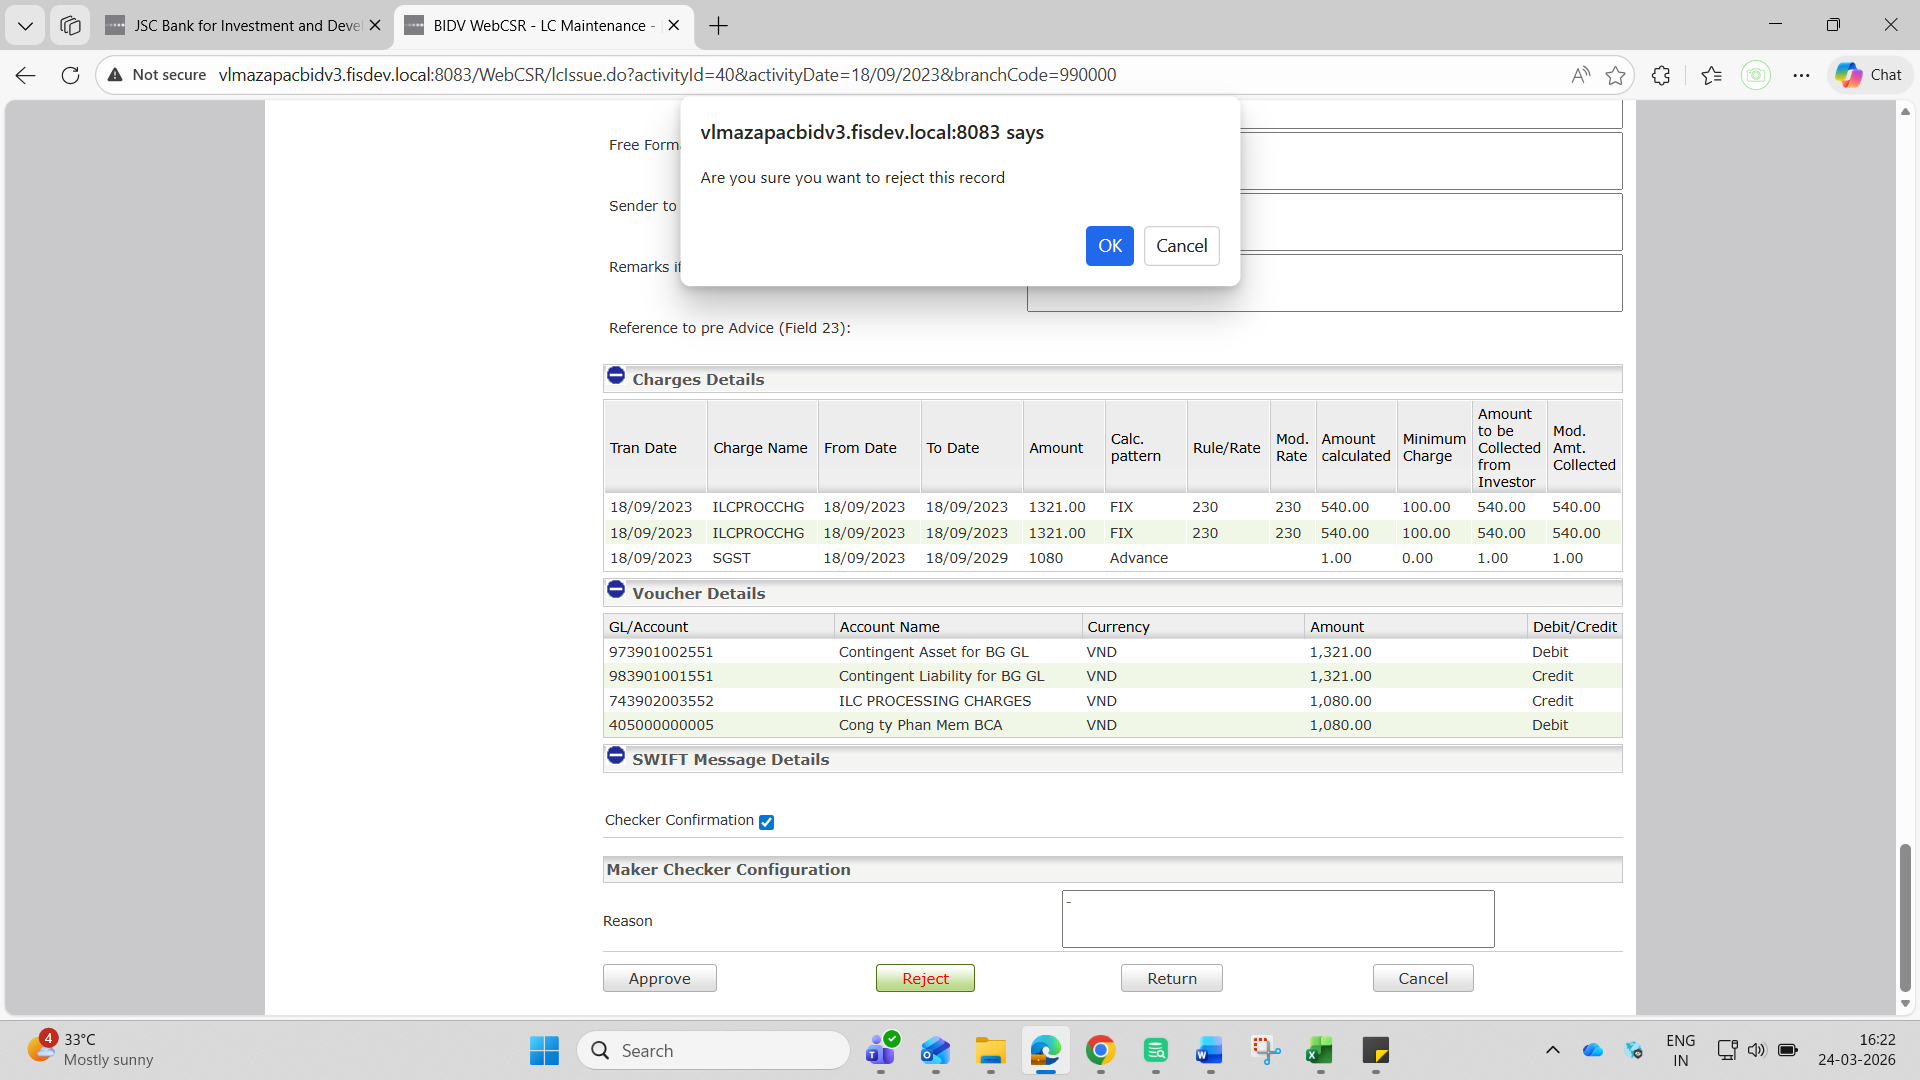 JSC Bank for Investment and Deve
BIDV WebCSR - LC Maintenance -
Not secure
vlmazapacbidv3.fisdev.local:8083/WebCSR/lcIssue.do?activityId=40&activityDate=18/09/2023&branchCode=990000
Chat
vlmazapacbidv3.fisdev.local:8083 says
Are you sure you want to reject this record
OK Cancel
Free Forma
Sender to
Remarks if
Reference to pre Advice (Field 23):
Charges Details
Tran Date Charge Name From Date To Date Amount Calc. pattern Rule/Rate Mod. Rate Amount calculated Minimum Charge Amount to be Collected from Investor Mod. Amt. Collected
18/09/2023 ILCPROCCHG 18/09/2023 18/09/2023 1321.00 FIX 230 230 540.00 100.00 540.00 540.00
18/09/2023 ILCPROCCHG 18/09/2023 18/09/2023 1321.00 FIX 230 230 540.00 100.00 540.00 540.00
18/09/2023 SGST 18/09/2023 18/09/2029 1080 Advance 1.00 0.00 1.00 1.00
Voucher Details
GL/Account Account Name Currency Amount Debit/Credit
973901002551 Contingent Asset for BG GL VND 1,321.00 Debit
983901001551 Contingent Liability for BG GL VND 1,321.00 Credit
743902003552 ILC PROCESSING CHARGES VND 1,080.00 Credit
405000000005 Cong ty Phan Mem BCA VND 1,080.00 Debit
SWIFT Message Details
Checker Confirmation
Maker Checker Configuration
Reason
-
Approve Reject Return Cancel
4
33°C
Mostly sunny
Search
ENG
IN
16:22
24-03-2026